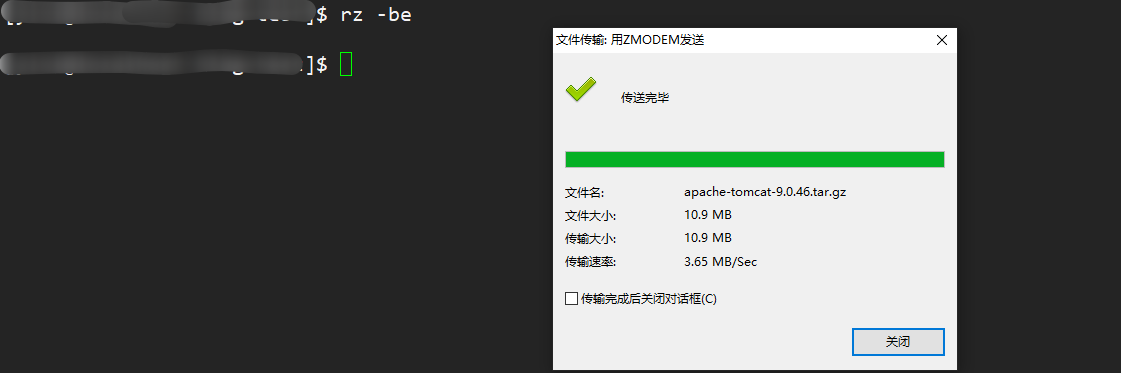 ]$ rz -be
]$
文件传输: 用ZMODEM发送
传送完毕
文件名: apache-tomcat-9.0.46.tar.gz
文件大小: 10.9 MB
传输大小: 10.9 MB
传输速率: 3.65 MB/Sec
传输完成后关闭对话框(C)
关闭